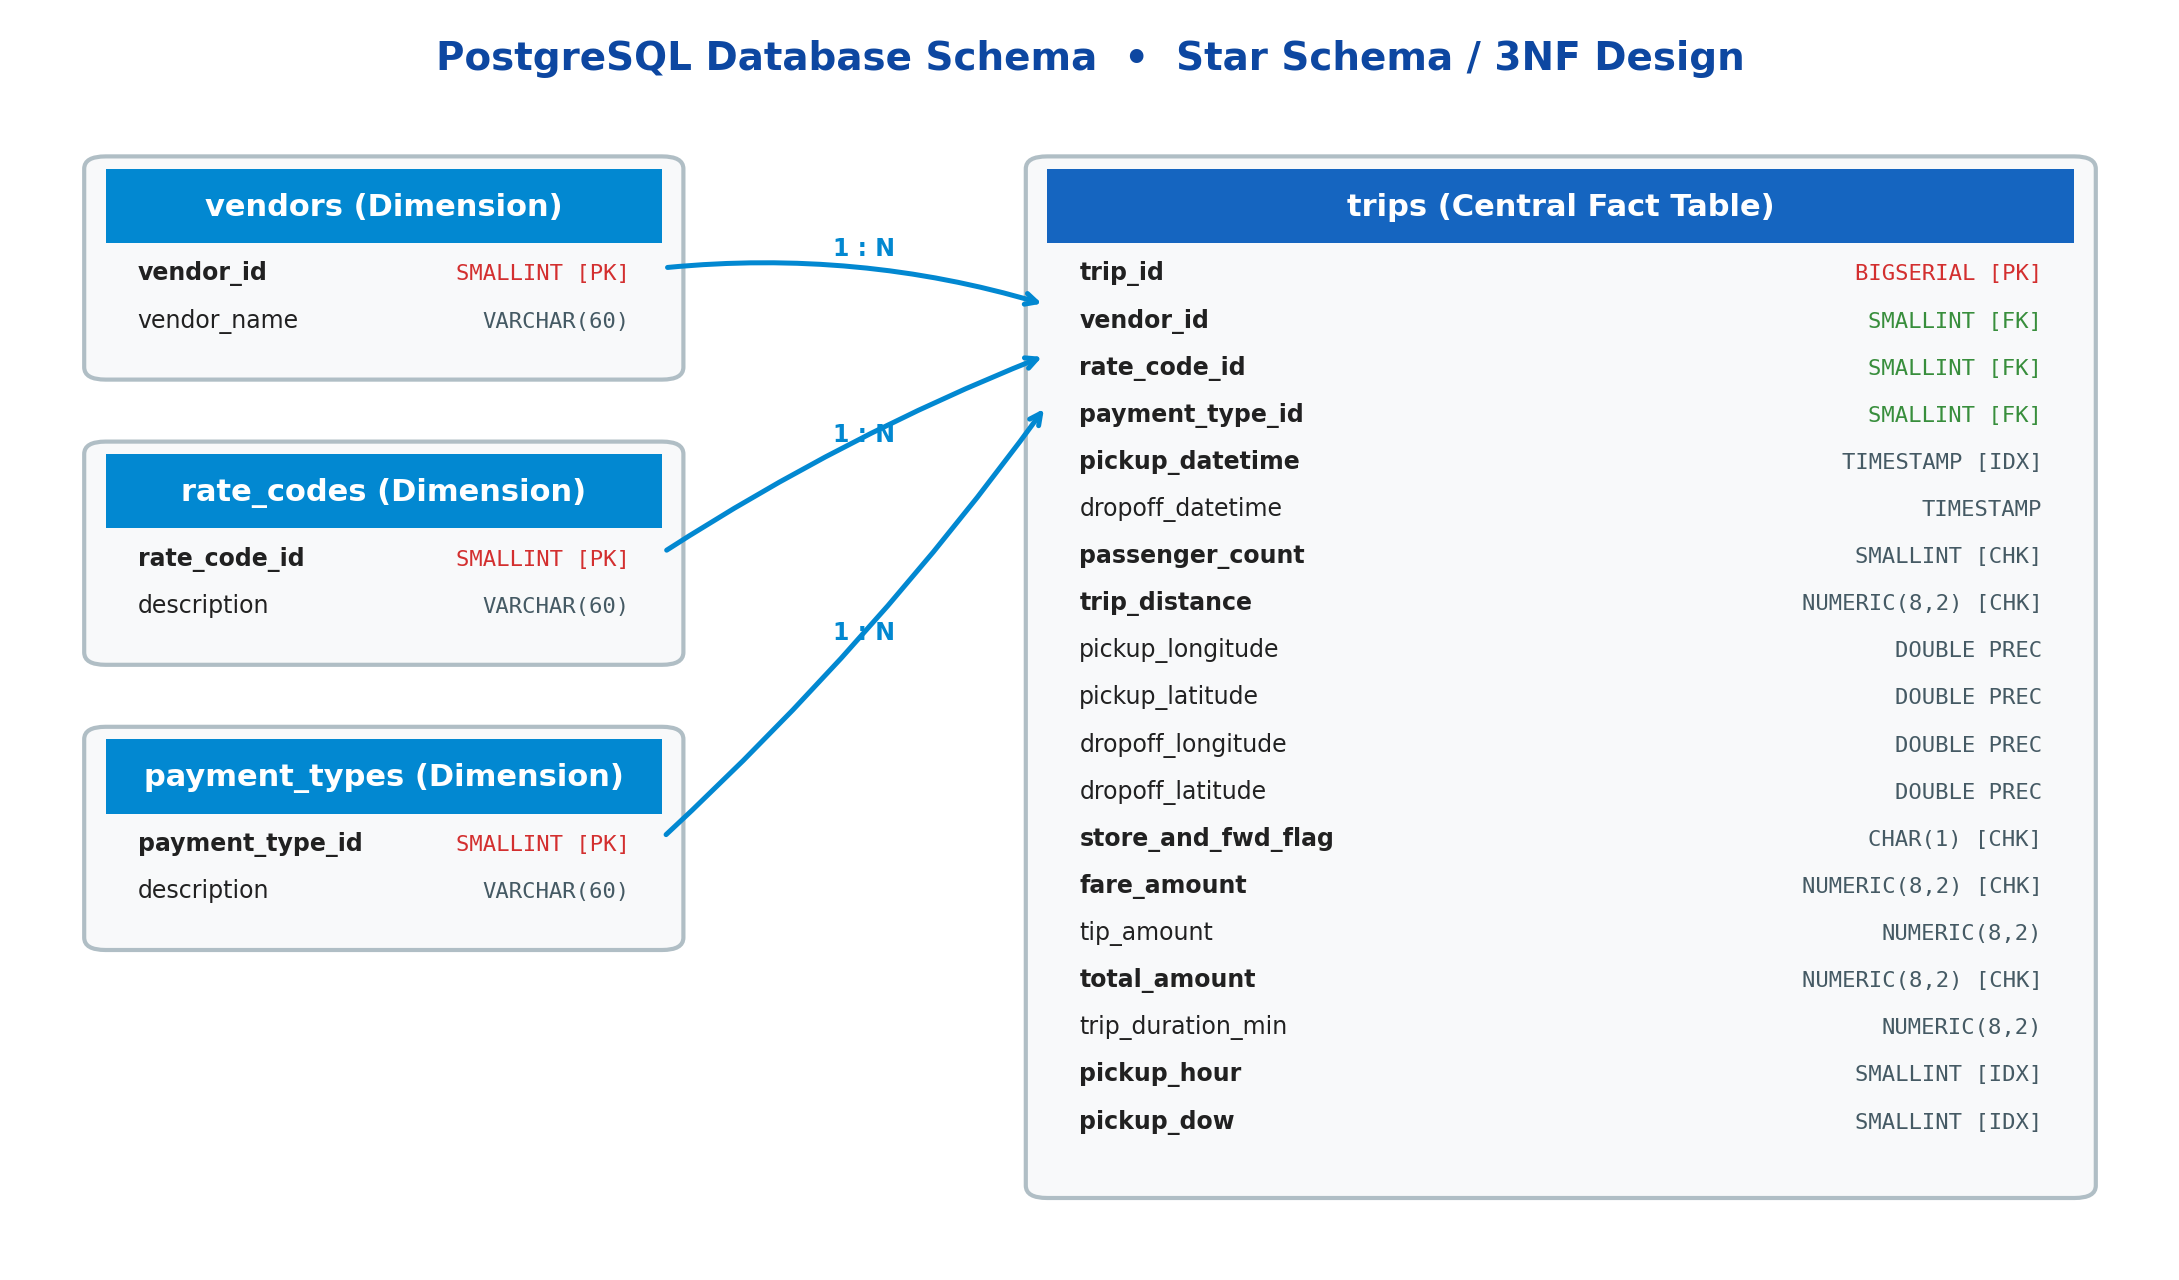 PostgreSQL Database Schema • Star Schema / 3NF Design
vendors (Dimension)
vendor_id SMALLINT [PK]
vendor_name VARCHAR(60)
rate_codes (Dimension)
rate_code_id SMALLINT [PK]
description VARCHAR(60)
payment_types (Dimension)
payment_type_id SMALLINT [PK]
description VARCHAR(60)
1 : N
1 : N
1 : N
trips (Central Fact Table)
trip_id BIGSERIAL [PK]
vendor_id SMALLINT [FK]
rate_code_id SMALLINT [FK]
payment_type_id SMALLINT [FK]
pickup_datetime TIMESTAMP [IDX]
dropoff_datetime TIMESTAMP
passenger_count SMALLINT [CHK]
trip_distance NUMERIC(8,2) [CHK]
pickup_longitude DOUBLE PREC
pickup_latitude DOUBLE PREC
dropoff_longitude DOUBLE PREC
dropoff_latitude DOUBLE PREC
store_and_fwd_flag CHAR(1) [CHK]
fare_amount NUMERIC(8,2) [CHK]
tip_amount NUMERIC(8,2)
total_amount NUMERIC(8,2) [CHK]
trip_duration_min NUMERIC(8,2)
pickup_hour SMALLINT [IDX]
pickup_dow SMALLINT [IDX]